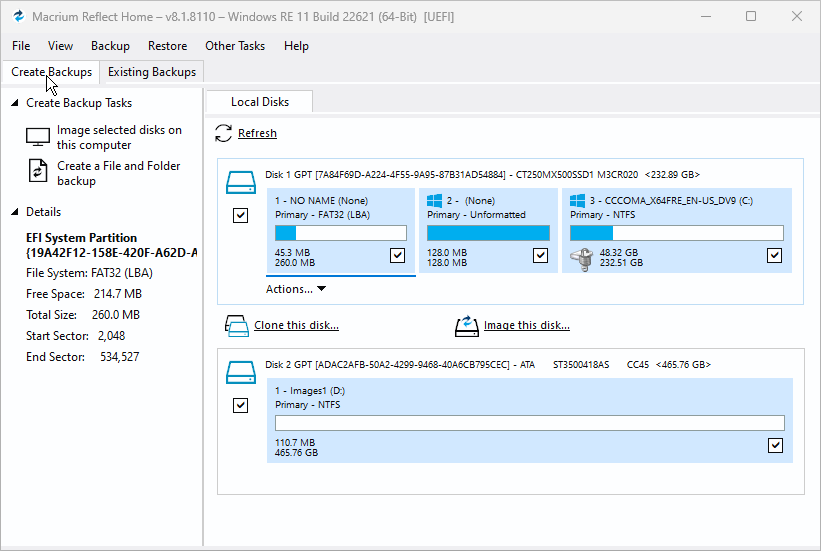 Macrium Reflect Home – v8.1.8110 – Windows RE 11 Build 22621 (64-Bit) [UEFI]
File View Backup Restore Other Tasks Help
Create Backups Existing Backups
Create Backup Tasks
Image selected disks on
this computer
Create a File and Folder
backup
Details
EFI System Partition
{19A42F12-158E-420F-A62D-A
File System: FAT32 (LBA)
Free Space: 214.7 MB
Total Size: 260.0 MB
Start Sector: 2,048
End Sector: 534,527
Local Disks
Refresh
Disk 1 GPT [7A84F69D-A224-4F55-9A95-87B31AD54884] - CT250MX500SSD1 M3CR020 <232.89 GB>
1 - NO NAME (None)
Primary - FAT32 (LBA)
45.3 MB
260.0 MB
2 - (None)
Primary - Unformatted
128.0 MB
128.0 MB
3 - CCCOMA_X64FRE_EN-US_DV9 (C:)
Primary - NTFS
48.32 GB
232.51 GB
Actions...
Clone this disk... Image this disk...
Disk 2 GPT [ADAC2AFB-50A2-4299-9468-40A6CB795CEC] - ATA ST3500418AS CC45 <465.76 GB>
1 - Images1 (D:)
Primary - NTFS
110.7 MB
465.76 GB